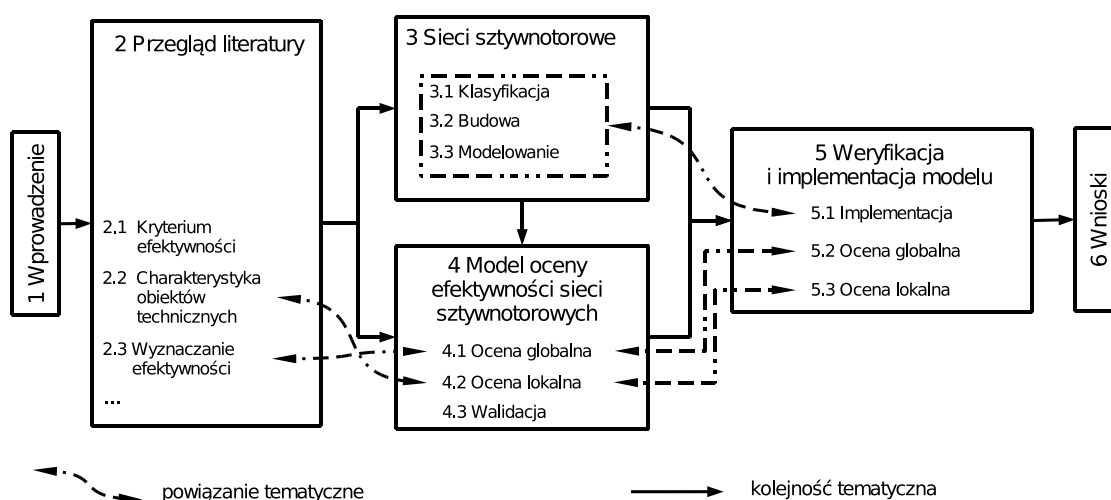 1 Wprowadzenie
2 Przegląd literatury
2.1 Kryterium
efektywności
2.2 Charakterystyka
obiektów
technicznych
2.3 Wyznaczanie
efektywności
...
3 Sieci sztywnotorowe
3.1 Klasyfikacja
3.2 Budowa
3.3 Modelowanie
4 Model oceny
efektywności sieci
sztywnotorowych
4.1 Ocena globalna
4.2 Ocena lokalna
4.3 Walidacja
5 Weryfikacja
i implementacja modelu
5.1 Implementacja
5.2 Ocena globalna
5.3 Ocena lokalna
6 Wnioski
powiązanie tematyczne
kolejność tematyczna